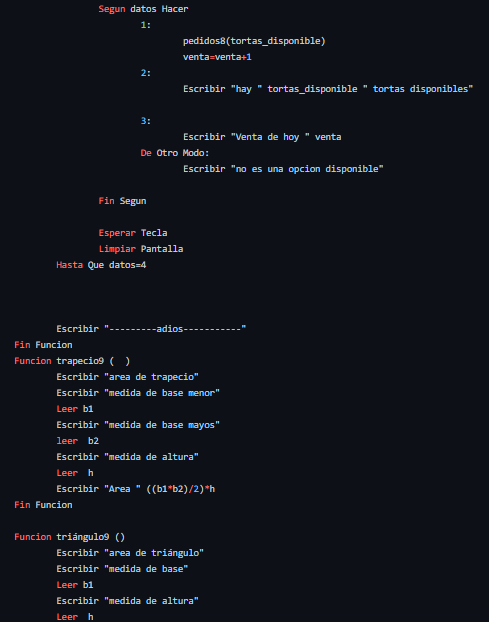 Segun datos Hacer
1:
pedidos8(tortas_disponible)
venta=venta+1
2:
Escribir "hay " tortas_disponible " tortas disponibles"
3:
Escribir "Venta de hoy " venta
De Otro Modo:
Escribir "no es una opcion disponible"
Fin Segun
Esperar Tecla
Limpiar Pantalla
Hasta Que datos=4
Escribir "---------adios-----------"
Fin Funcion
Funcion trapecio9 (  )
Escribir "area de trapecio"
Escribir "medida de base menor"
Leer b1
Escribir "medida de base mayos"
leer  b2
Escribir "medida de altura"
Leer  h
Escribir "Area " ((b1*b2)/2)*h
Fin Funcion
Funcion triángulo9 ()
Escribir "area de triángulo"
Escribir "medida de base"
Leer b1
Escribir "medida de altura"
Leer  h